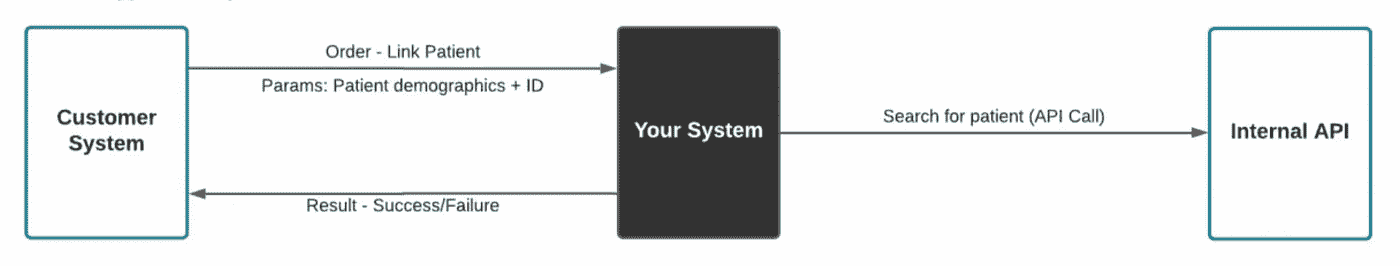 Order - Link Patient
Params: Patient demographics + ID
Customer
System
Your System
Search for patient (API Call)
Internal API
Result - Success/Failure